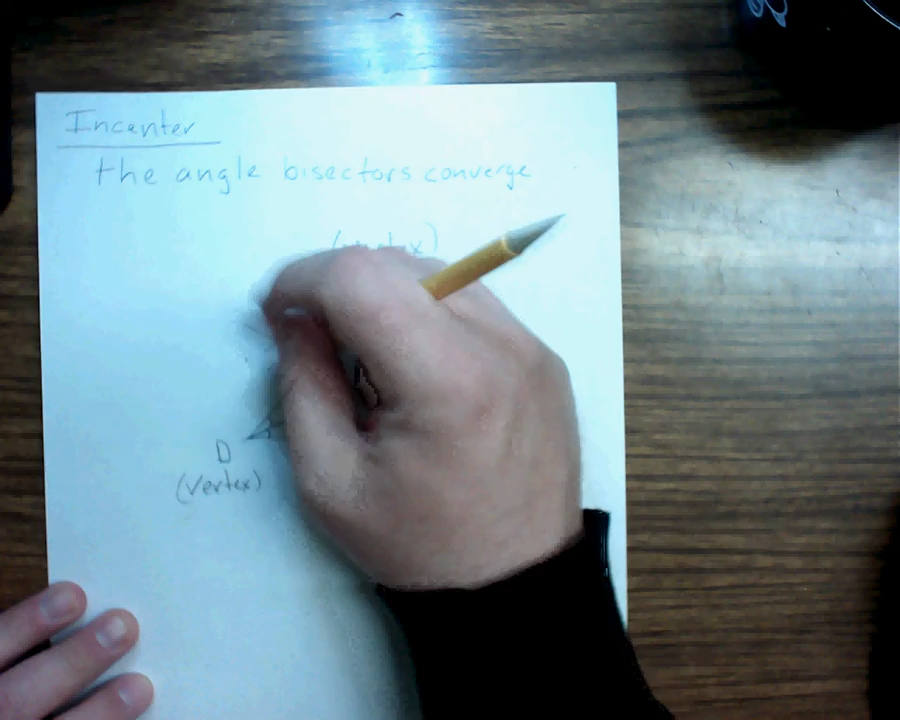 Incenter
the angle bisectors converge
D
(vertex)